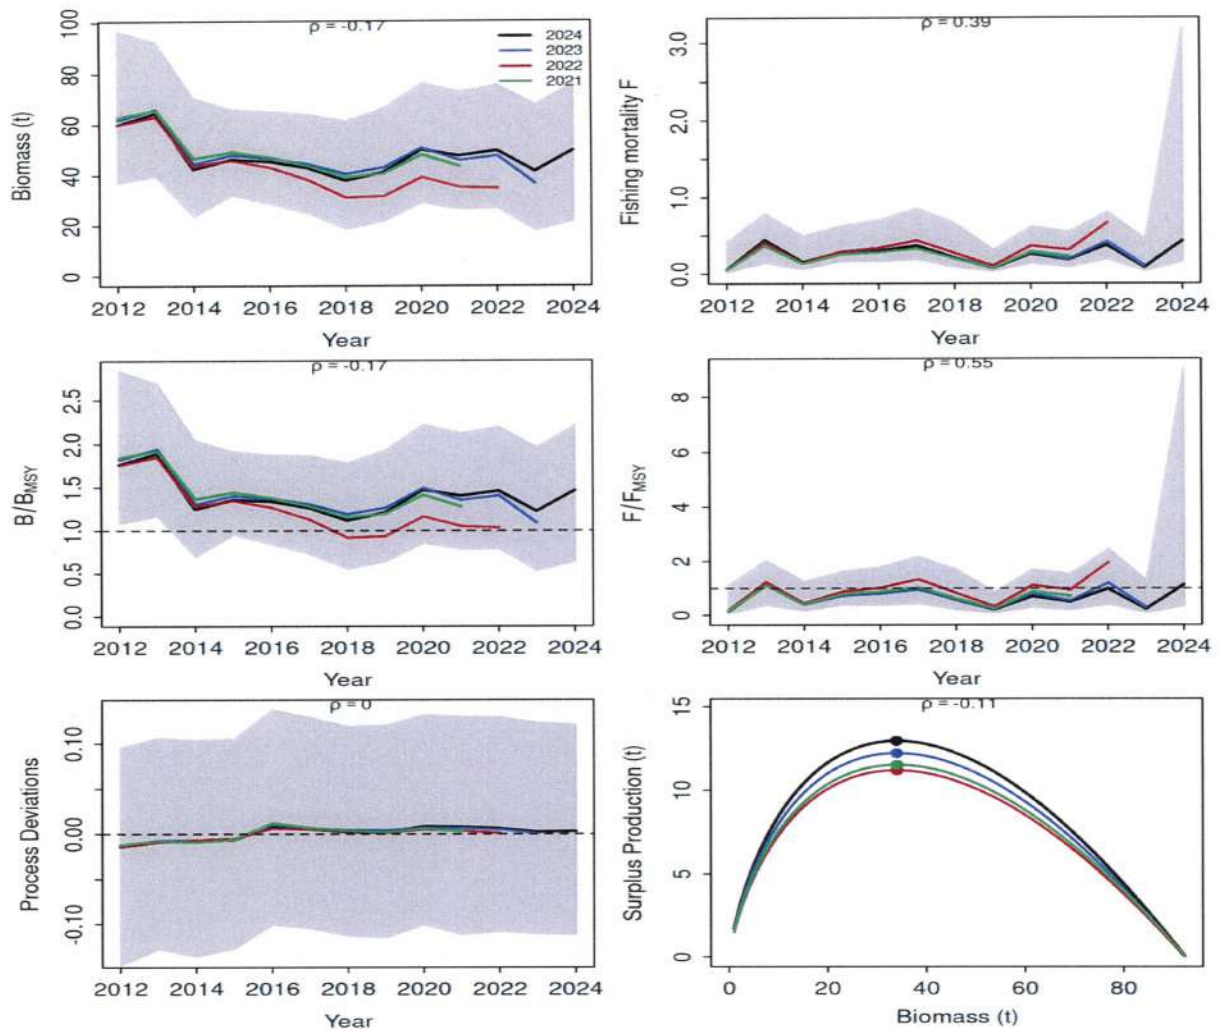 ρ = -0.17
100
80
60
40
20
0
Biomass (t)
2024
2023
2022
2021
2012 2014 2016 2018 2020 2022 2024
Year
ρ = 0.39
3.0
2.0
1.0
0.0
Fishing mortality F
2012 2014 2016 2018 2020 2022 2024
Year
ρ = -0.17
2.5
2.0
1.5
1.0
0.5
0.0
B/BMSY
2012 2014 2016 2018 2020 2022 2024
Year
ρ = 0.55
8
6
4
2
0
F/FMSY
2012 2014 2016 2018 2020 2022 2024
Year
ρ = 0
0.10
0.00
-0.10
Process Deviations
2012 2014 2016 2018 2020 2022 2024
Year
ρ = -0.11
15
10
5
0
Surplus Production (t)
0 20 40 60 80
Biomass (t)